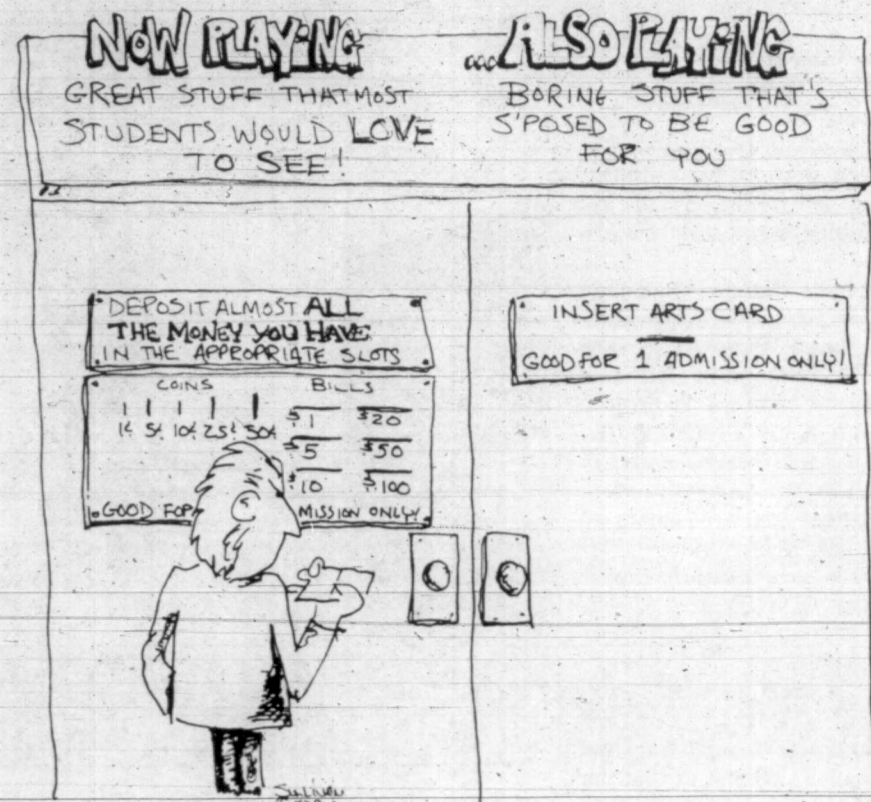 NOW PLAYING
GREAT STUFF THAT MOST
STUDENTS WOULD LOVE
TO SEE!
...ALSO PLAYING
BORING STUFF THAT'S
S'POSED TO BE GOOD
FOR YOU
DEPOSIT ALMOST ALL
THE MONEY YOU HAVE
IN THE APPROPRIATE SLOTS
COINS
1¢ 5¢ 10¢ 25¢ 50¢
BILLS
$1 $20
$5 $50
$10 $100
GOOD FOR MISSION ONLY!
INSERT ARTS CARD
GOOD FOR 1 ADMISSION ONLY!
SULLIVAN